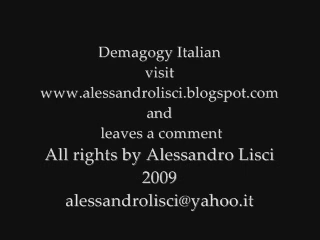 Demagogy Italian
visit
www.alessandrolisci.blogspot.com
and
leaves a comment
All rights by Alessandro Lisci
2009
alessandrolisci@yahoo.it